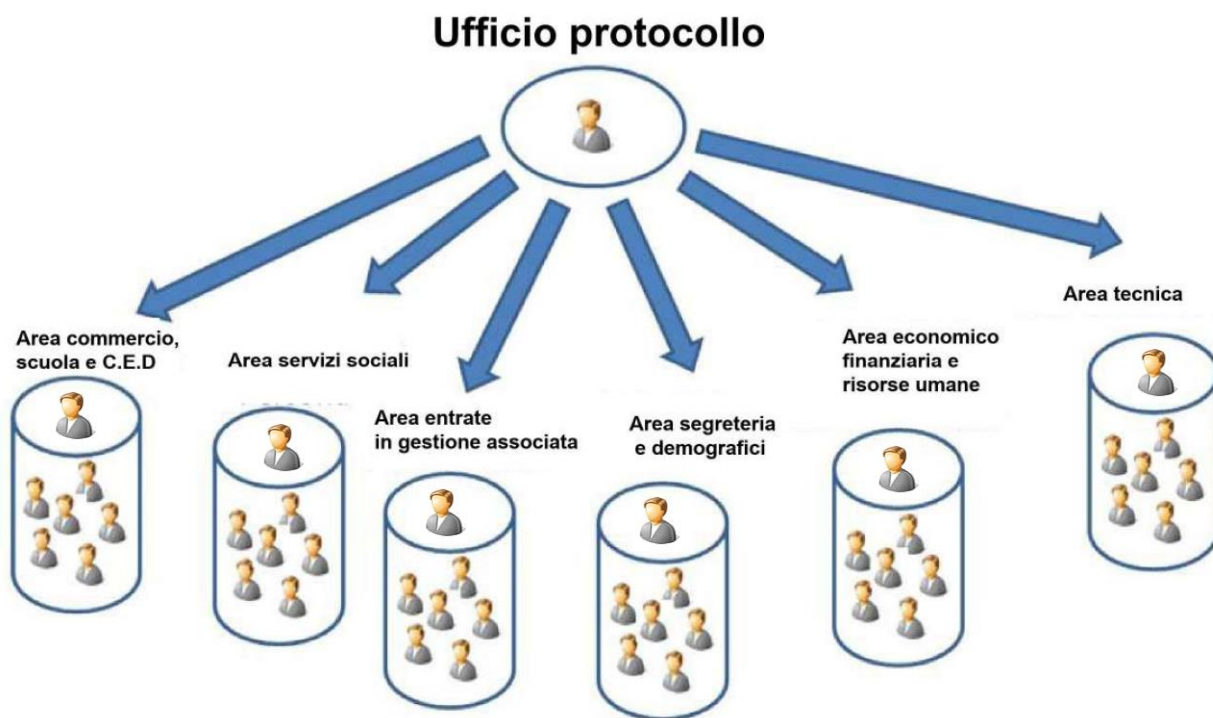 Ufficio protocollo
Area commercio,
scuola e C.E.D
Area servizi sociali
Area entrate
in gestione associata
Area segreteria
e demografici
Area economico
finanziaria e
risorse umane
Area tecnica